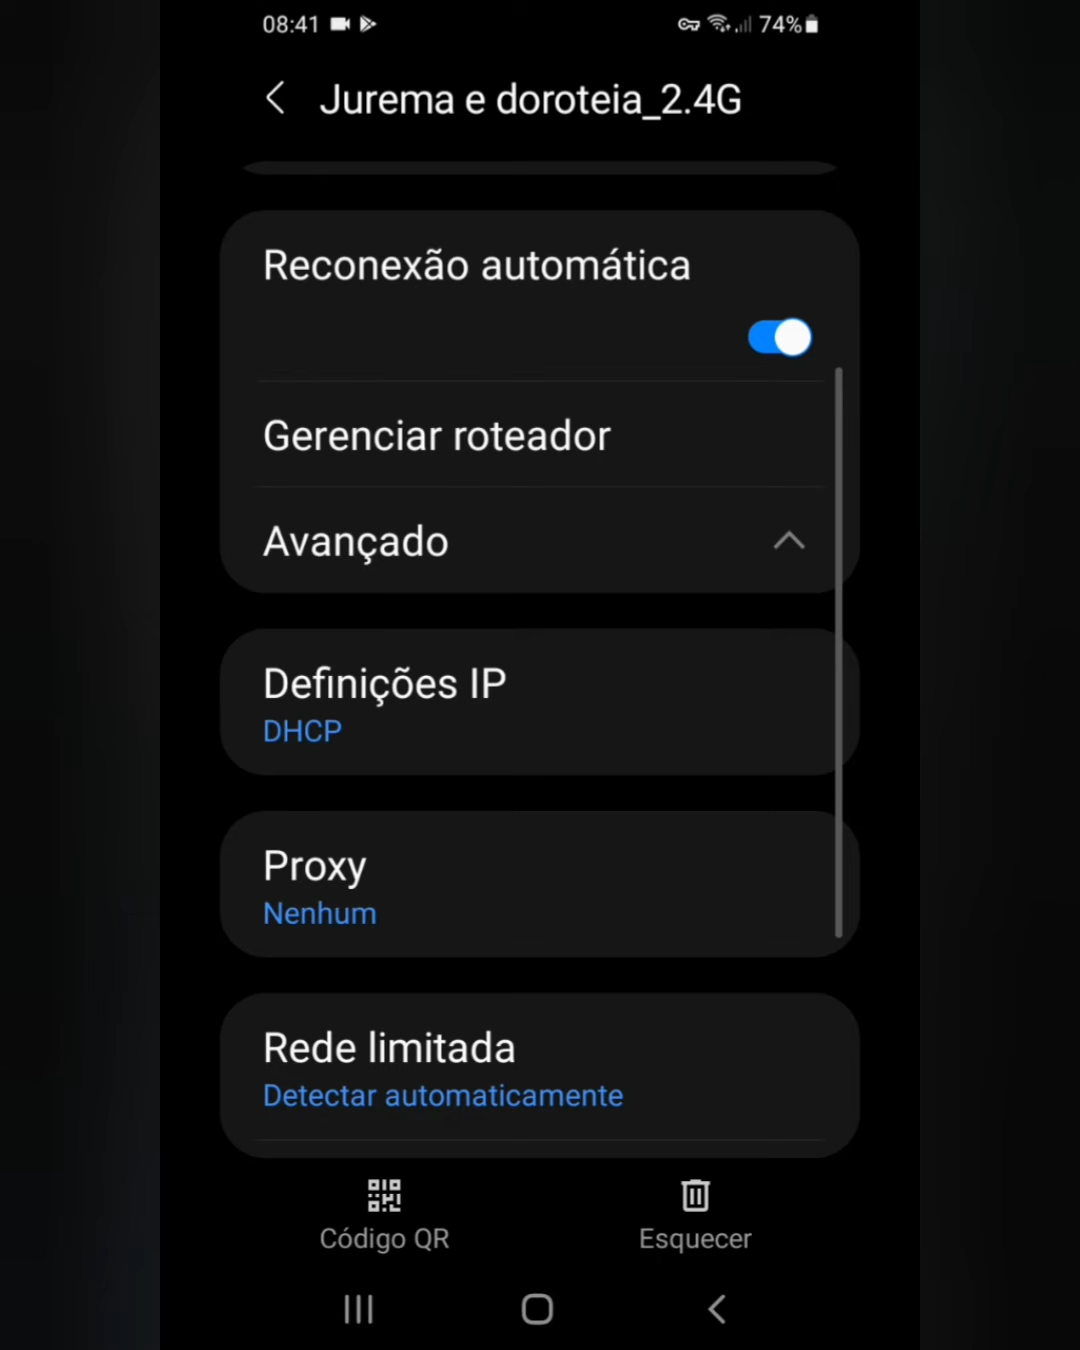 08:41
74%
Jurema e doroteia_2.4G
Reconexão automática
Gerenciar roteador
Avançado
Definições IP
DHCP
Proxy
Nenhum
Rede limitada
Detectar automaticamente
Código QR
Esquecer